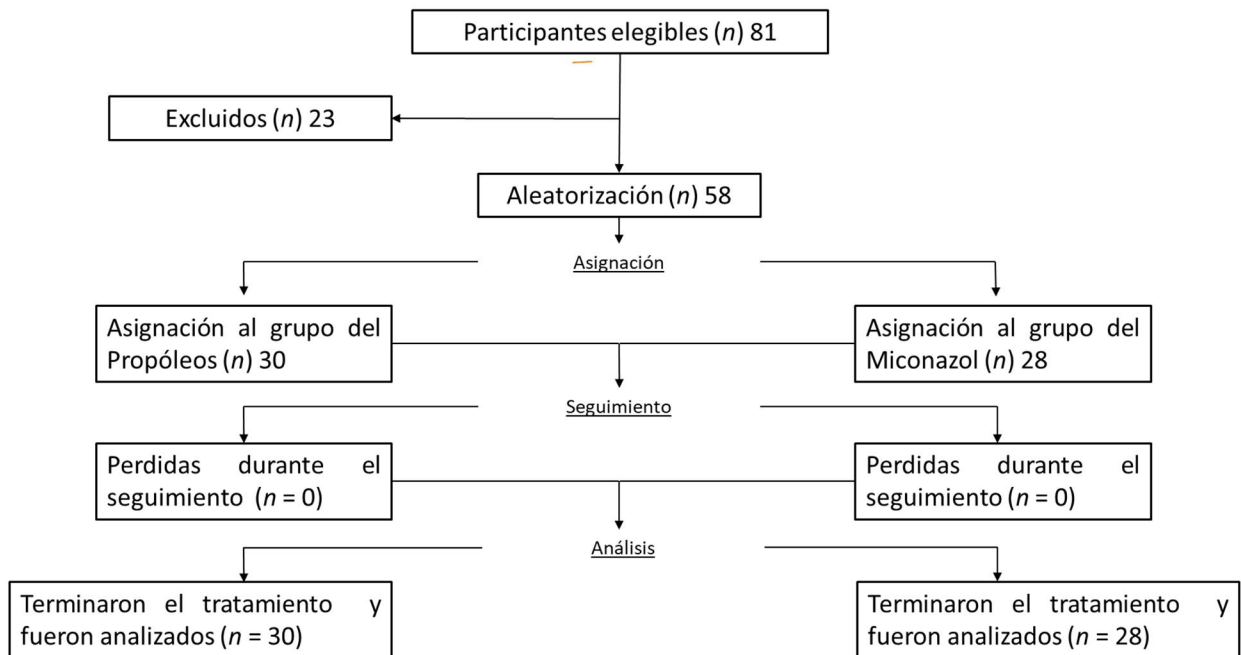 Participantes elegibles (n) 81
Excluidos (n) 23
Aleatorización (n) 58
Asignación
Asignación al grupo del
Propóleos (n) 30
Asignación al grupo del
Miconazol (n) 28
Seguimiento
Perdidas durante el
seguimiento (n = 0)
Perdidas durante el
seguimiento (n = 0)
Análisis
Terminaron el tratamiento y
fueron analizados (n = 30)
Terminaron el tratamiento y
fueron analizados (n = 28)